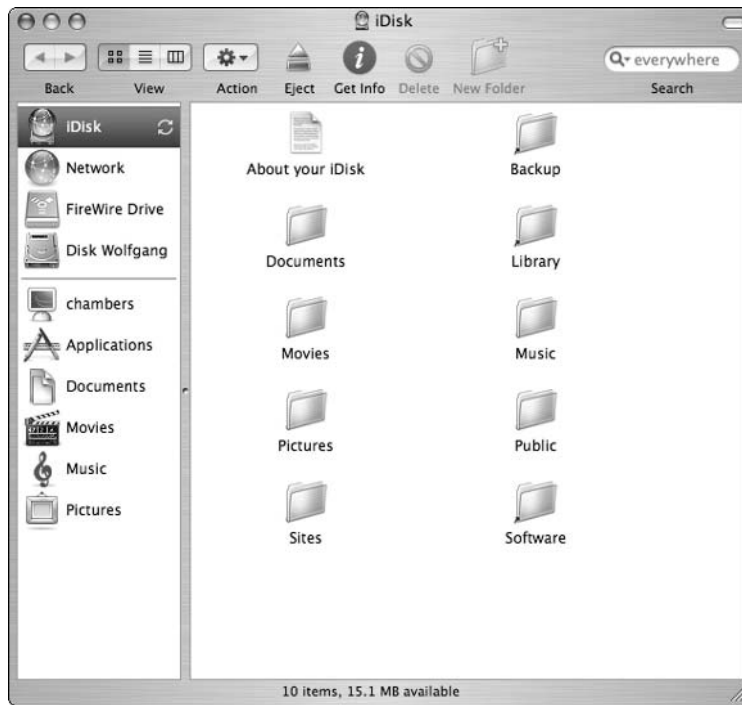 iDisk
everywhere
Back View Action Eject Get Info Delete New Folder Search
iDisk
Network
FireWire Drive
Disk Wolfgang
chambers
Applications
Documents
Movies
Music
Pictures
About your iDisk Backup
Documents Library
Movies Music
Pictures Public
Sites Software
10 items, 15.1 MB available